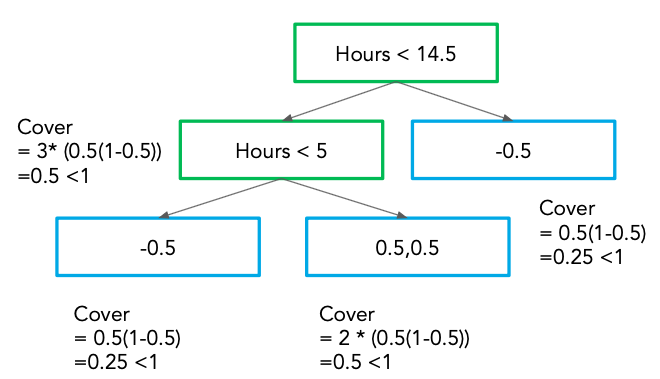 Hours < 14.5
Cover
= 3* (0.5(1-0.5))
=0.5 <1
Hours < 5
-0.5
Cover
= 0.5(1-0.5)
=0.25 <1
-0.5
0.5,0.5
Cover
= 0.5(1-0.5)
=0.25 <1
Cover
= 2 * (0.5(1-0.5))
=0.5 <1